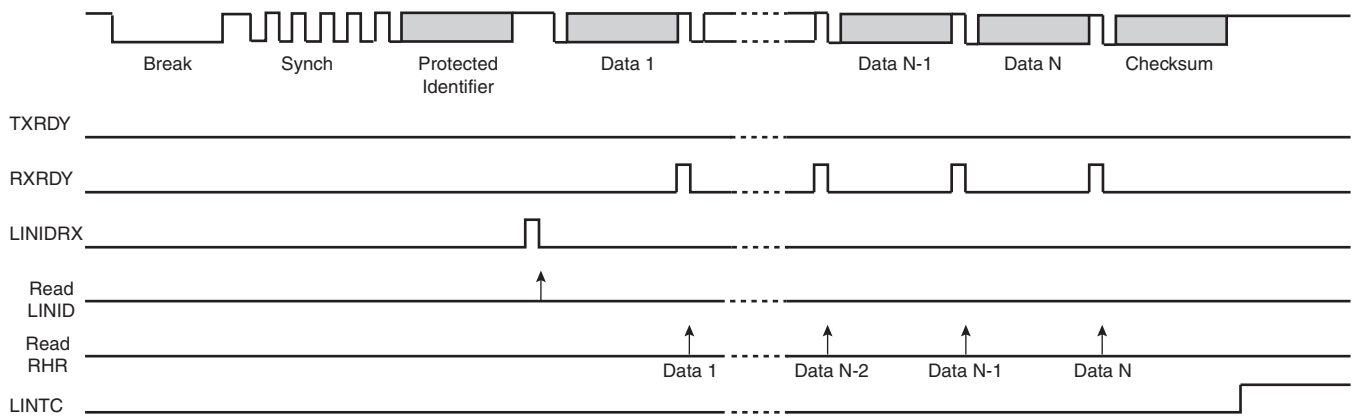 Break
Synch
Protected
Identifier
Data 1
Data N-1
Data N
Checksum
TXRDY
RXRDY
LINIDRX
Read
LINID
Read
RHR
Data 1
Data N-2
Data N-1
Data N
LINTC